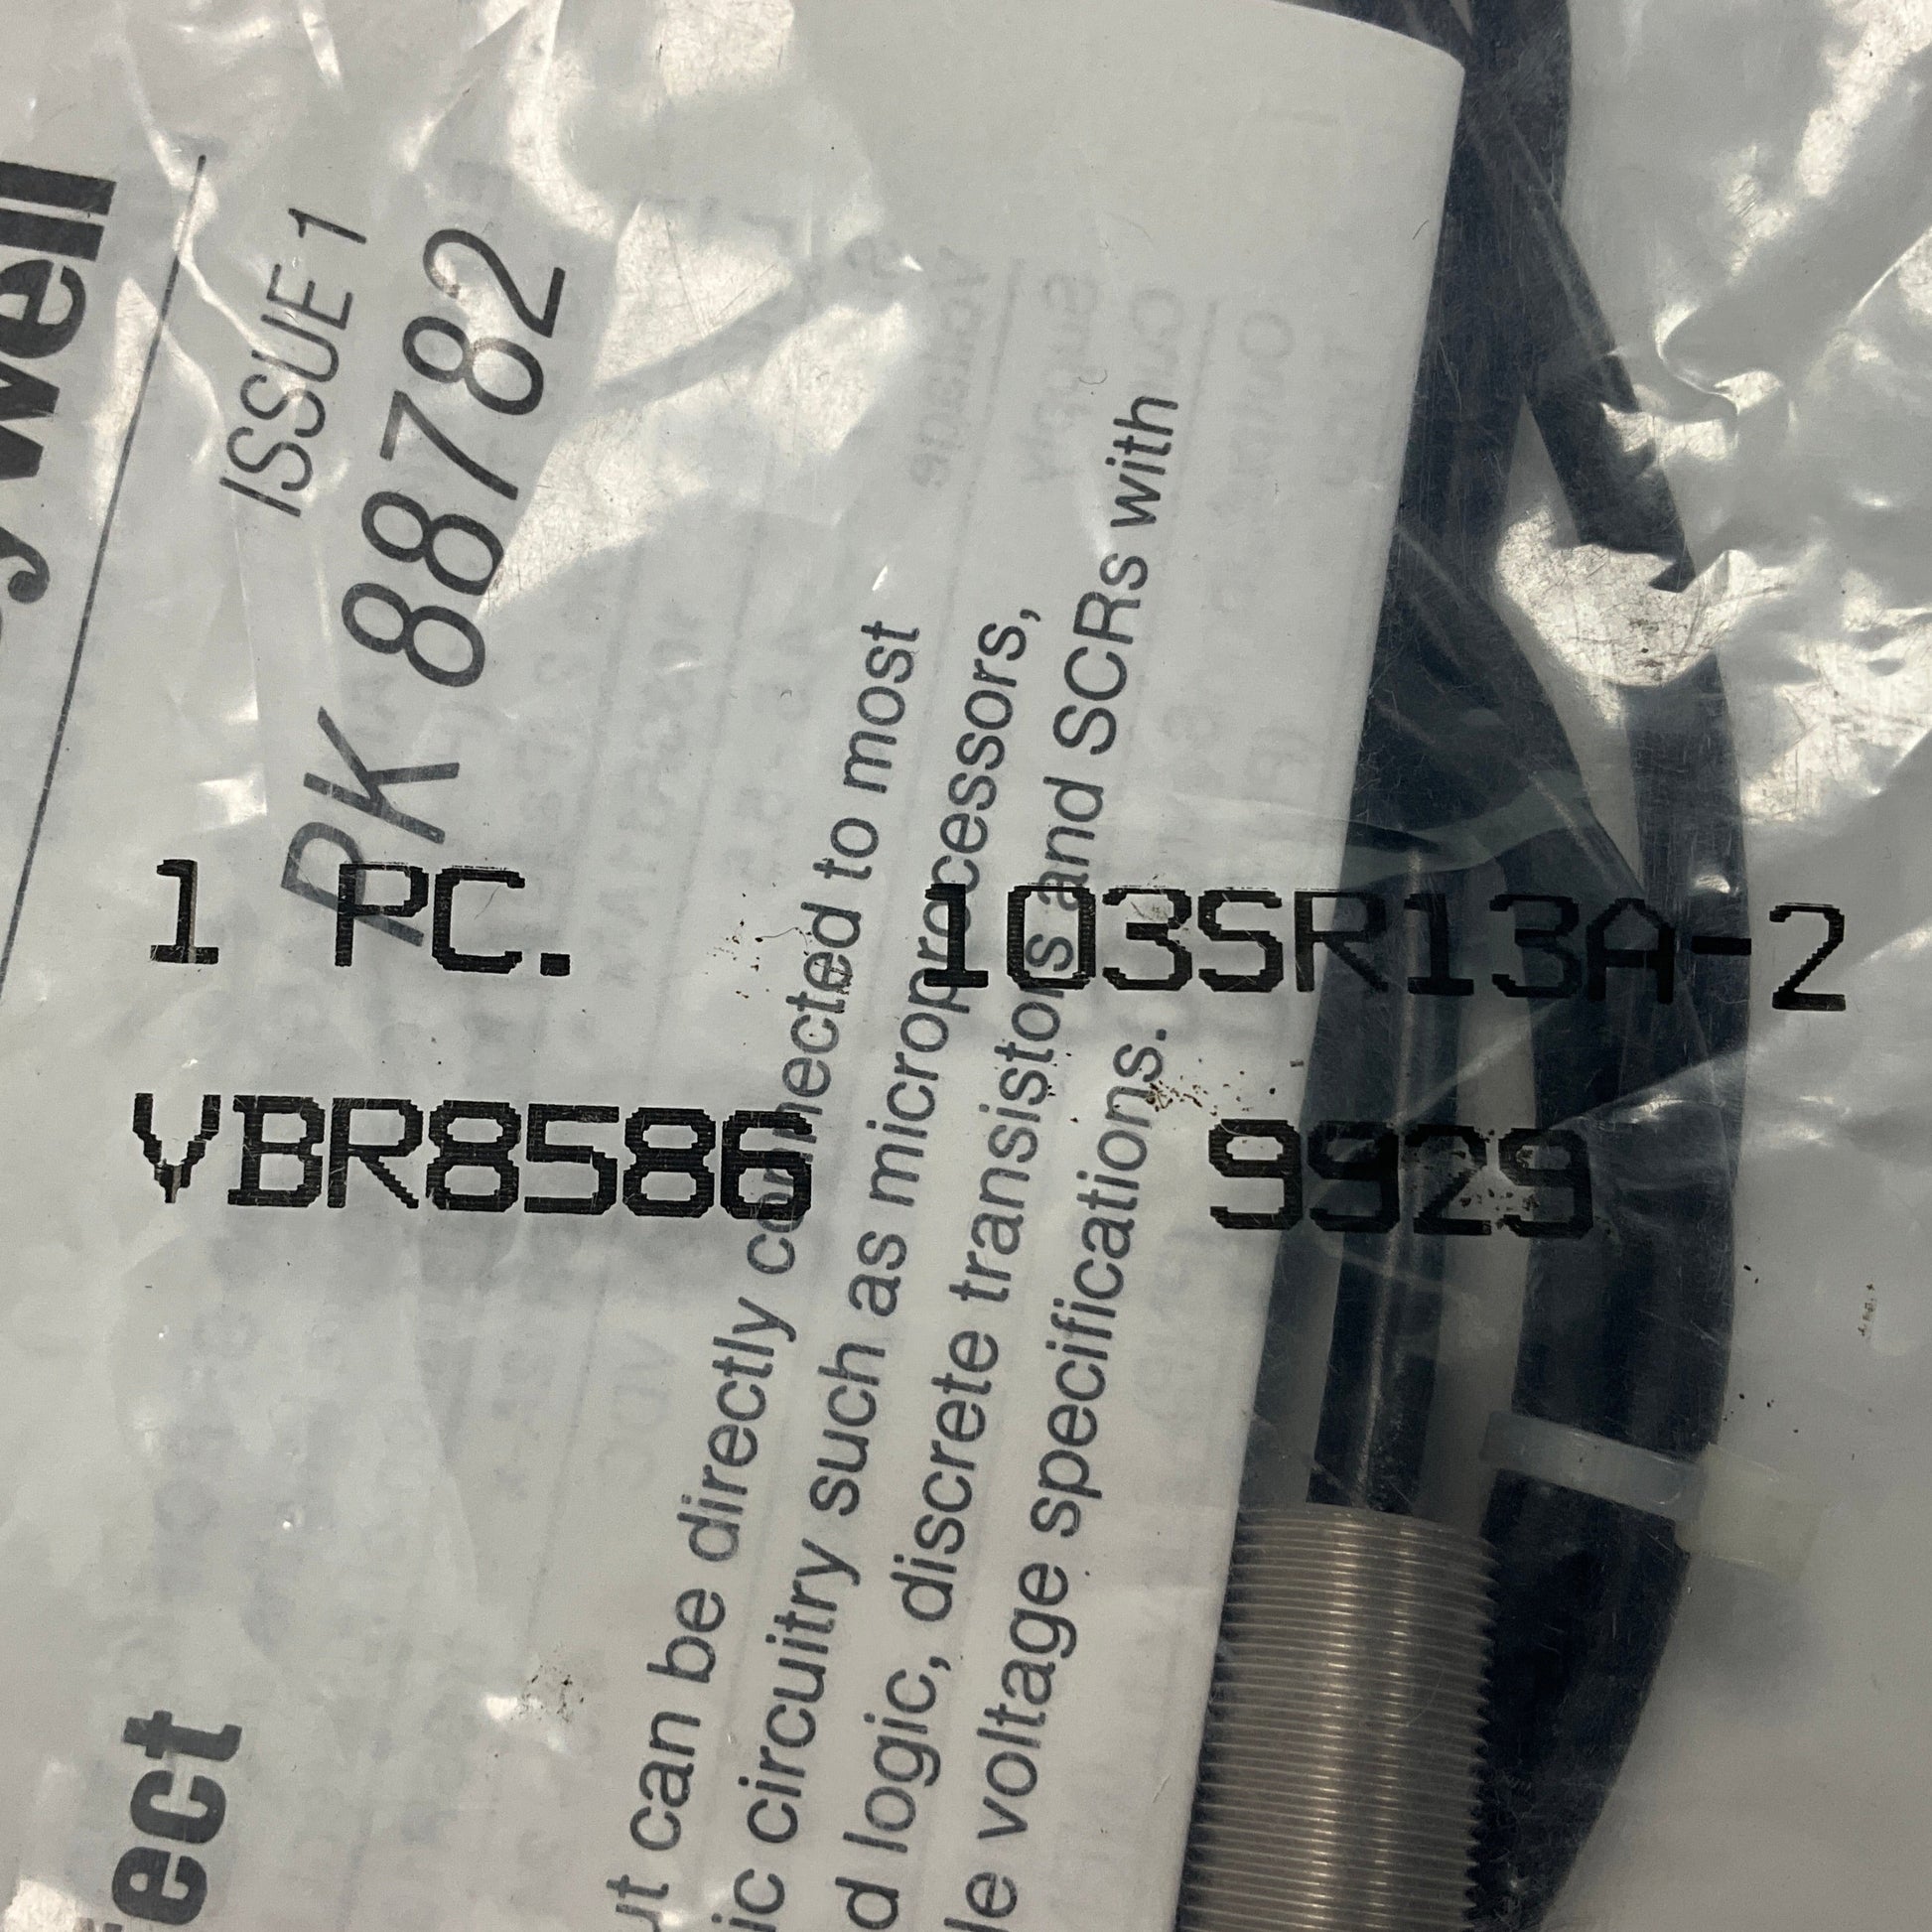 1 PC. 103SR13A-2
VBR8586 9929
ywell
ISSUE 1
PK 88782
ect
ut can be directly connected to most
ic circuitry such as microprocessors,
d logic, discrete transistors and SCRs with
le voltage specifications.